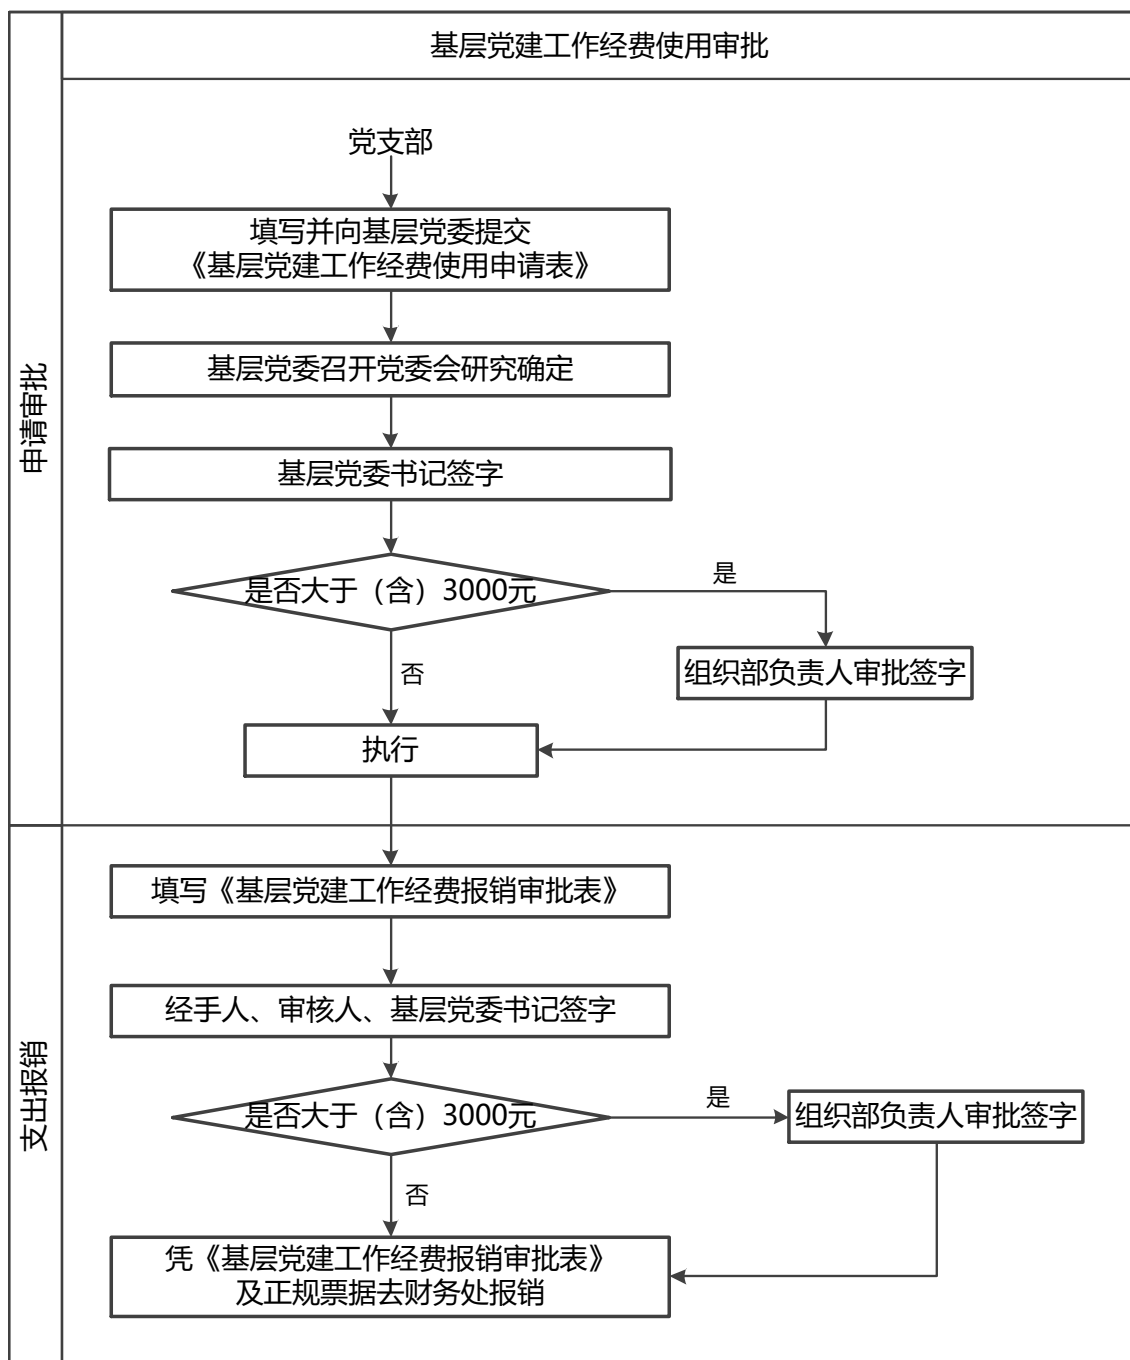 基层党建工作经费使用审批
申请审批
党支部
填写并向基层党委提交
《基层党建工作经费使用申请表》
基层党委召开党委会研究确定
基层党委书记签字
是否大于（含）3000元
是
组织部负责人审批签字
否
执行
支出报销
填写《基层党建工作经费报销审批表》
经手人、审核人、基层党委书记签字
是否大于（含）3000元
是
组织部负责人审批签字
否
凭《基层党建工作经费报销审批表》
及正规票据去财务处报销